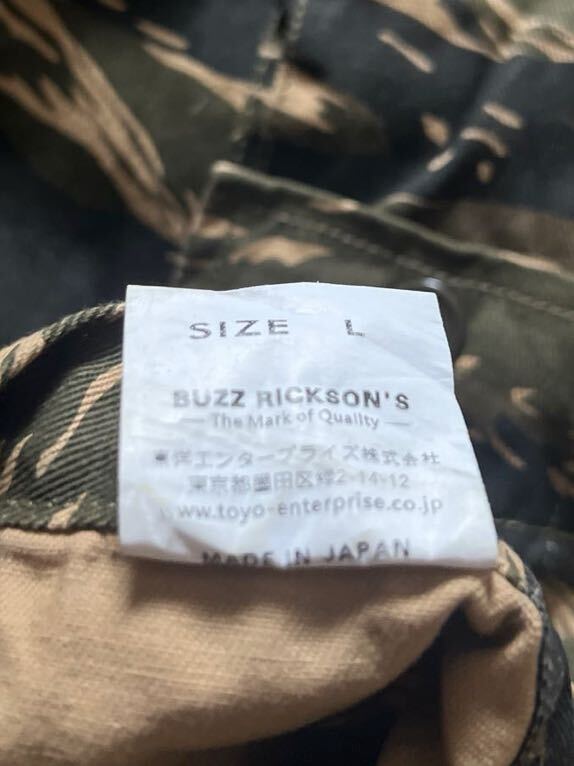 SIZE L
BUZZ RICKSON'S
The Mark of Quality
東洋エンタープライズ株式会社
東京都墨田区緑2-14-12
www.toyo-enterprise.co.jp
MADE IN JAPAN